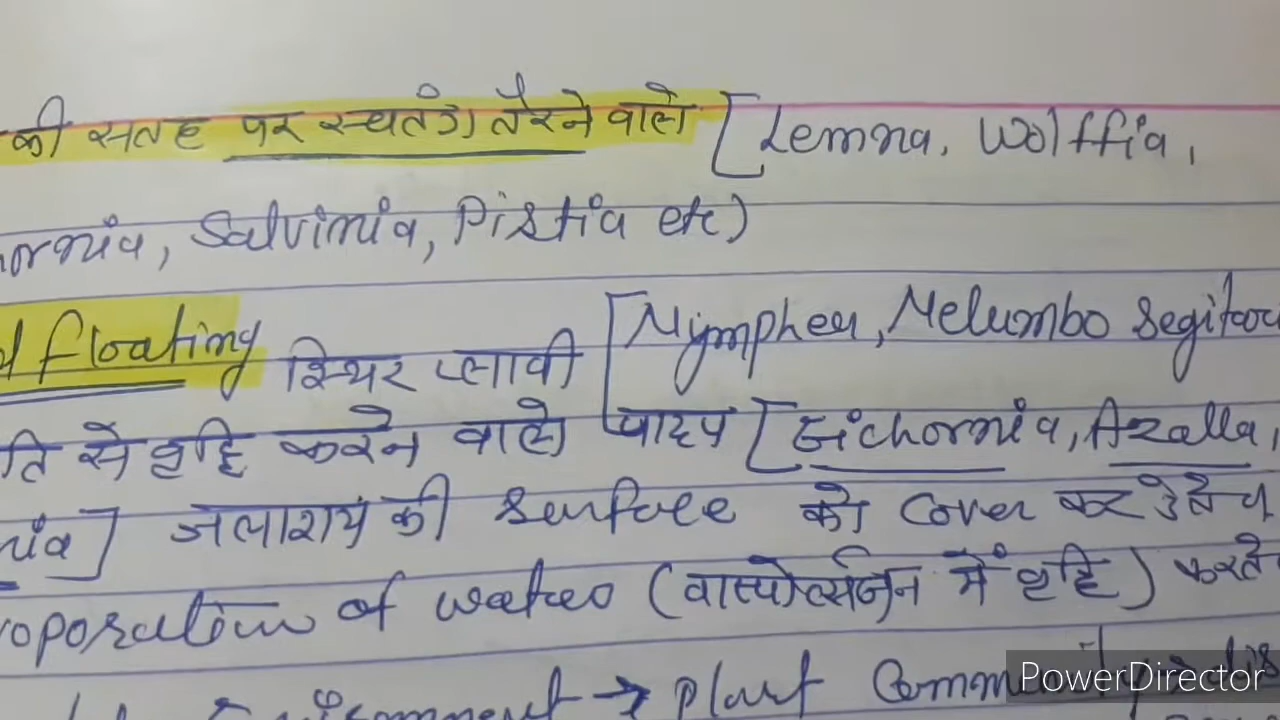 की सतह पर स्वतंत्र तैरने वाले [Lemna, Wolffia,
Salvinia, Pistia etc)
floating स्थिर प्लावी [Nymphea, Nelumbo
से वृद्धि करने वाले पादप [Eichornia, Azolla,
जलाशय की surface को cover कर देते
of water (वाष्पोत्सर्जन में वृद्धि) करते
→ plant Community
PowerDirector